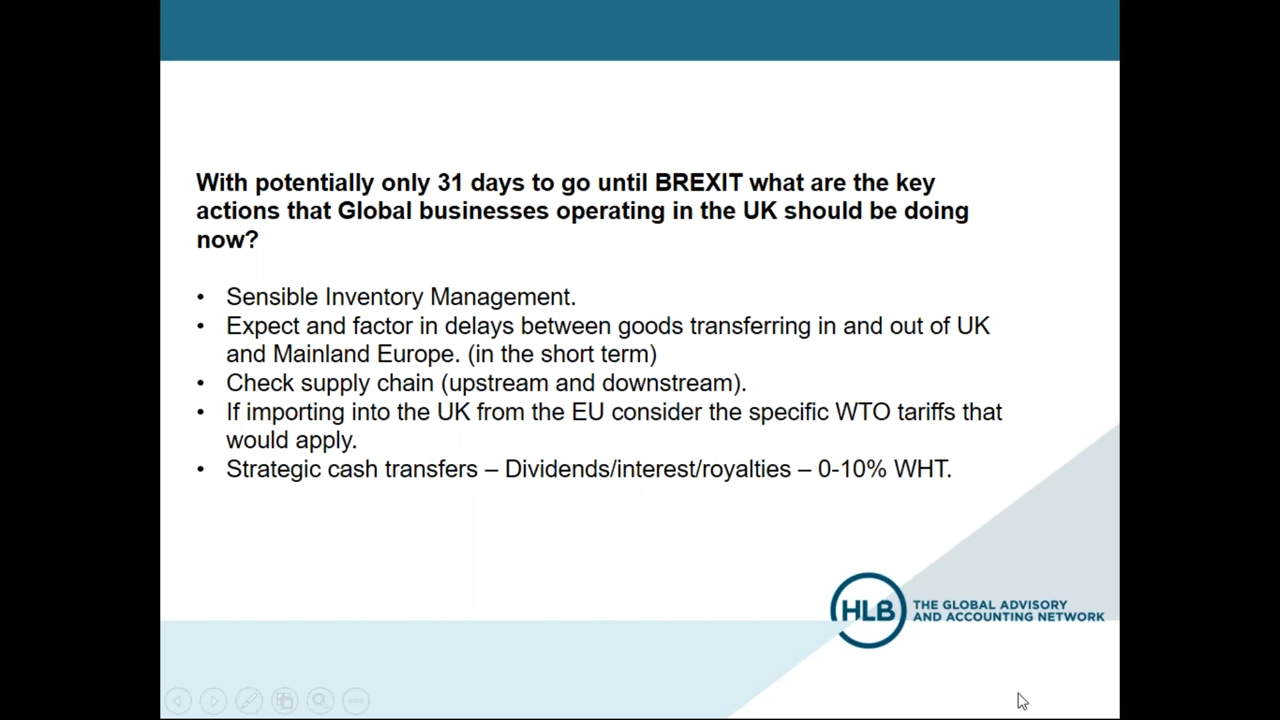 With potentially only 31 days to go until BREXIT what are the key
actions that Global businesses operating in the UK should be doing
now?
• Sensible Inventory Management.
• Expect and factor in delays between goods transferring in and out of UK
and Mainland Europe. (in the short term)
• Check supply chain (upstream and downstream).
• If importing into the UK from the EU consider the specific WTO tariffs that
would apply.
• Strategic cash transfers – Dividends/interest/royalties – 0-10% WHT.
HLB
THE GLOBAL ADVISORY
AND ACCOUNTING NETWORK